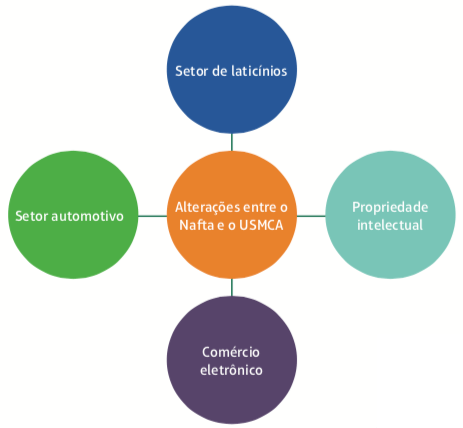 Setor de laticínios
Setor automotivo
Alterações entre o
Nafta e o USMCA
Propriedade
intelectual
Comércio
eletrônico